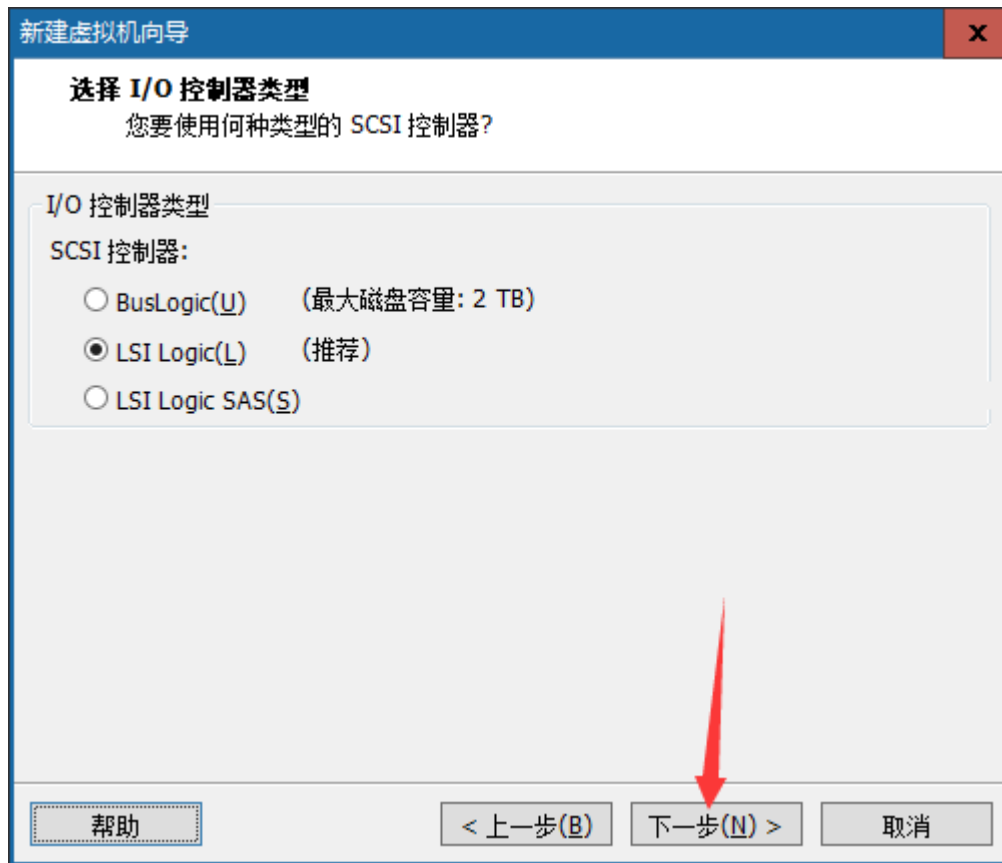 新建虚拟机向导
x
选择 I/O 控制器类型
您要使用何种类型的 SCSI 控制器?
I/O 控制器类型
SCSI 控制器:
BusLogic(U) (最大磁盘容量: 2 TB)
LSI Logic(L) (推荐)
LSI Logic SAS(S)
帮助 < 上一步(B) 下一步(N) > 取消